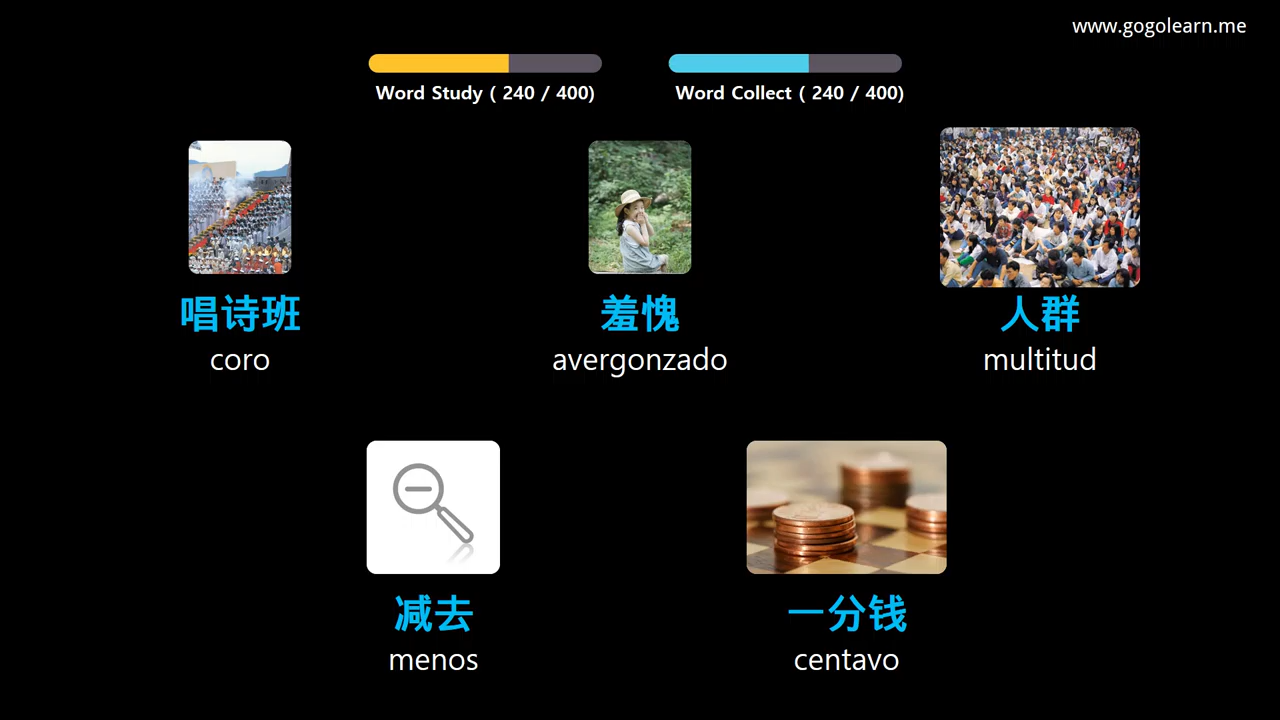 www.gogolearn.me
Word Study ( 240 / 400)
Word Collect ( 240 / 400)
唱诗班
coro
羞愧
avergonzado
人群
multitud
减去
menos
一分钱
centavo